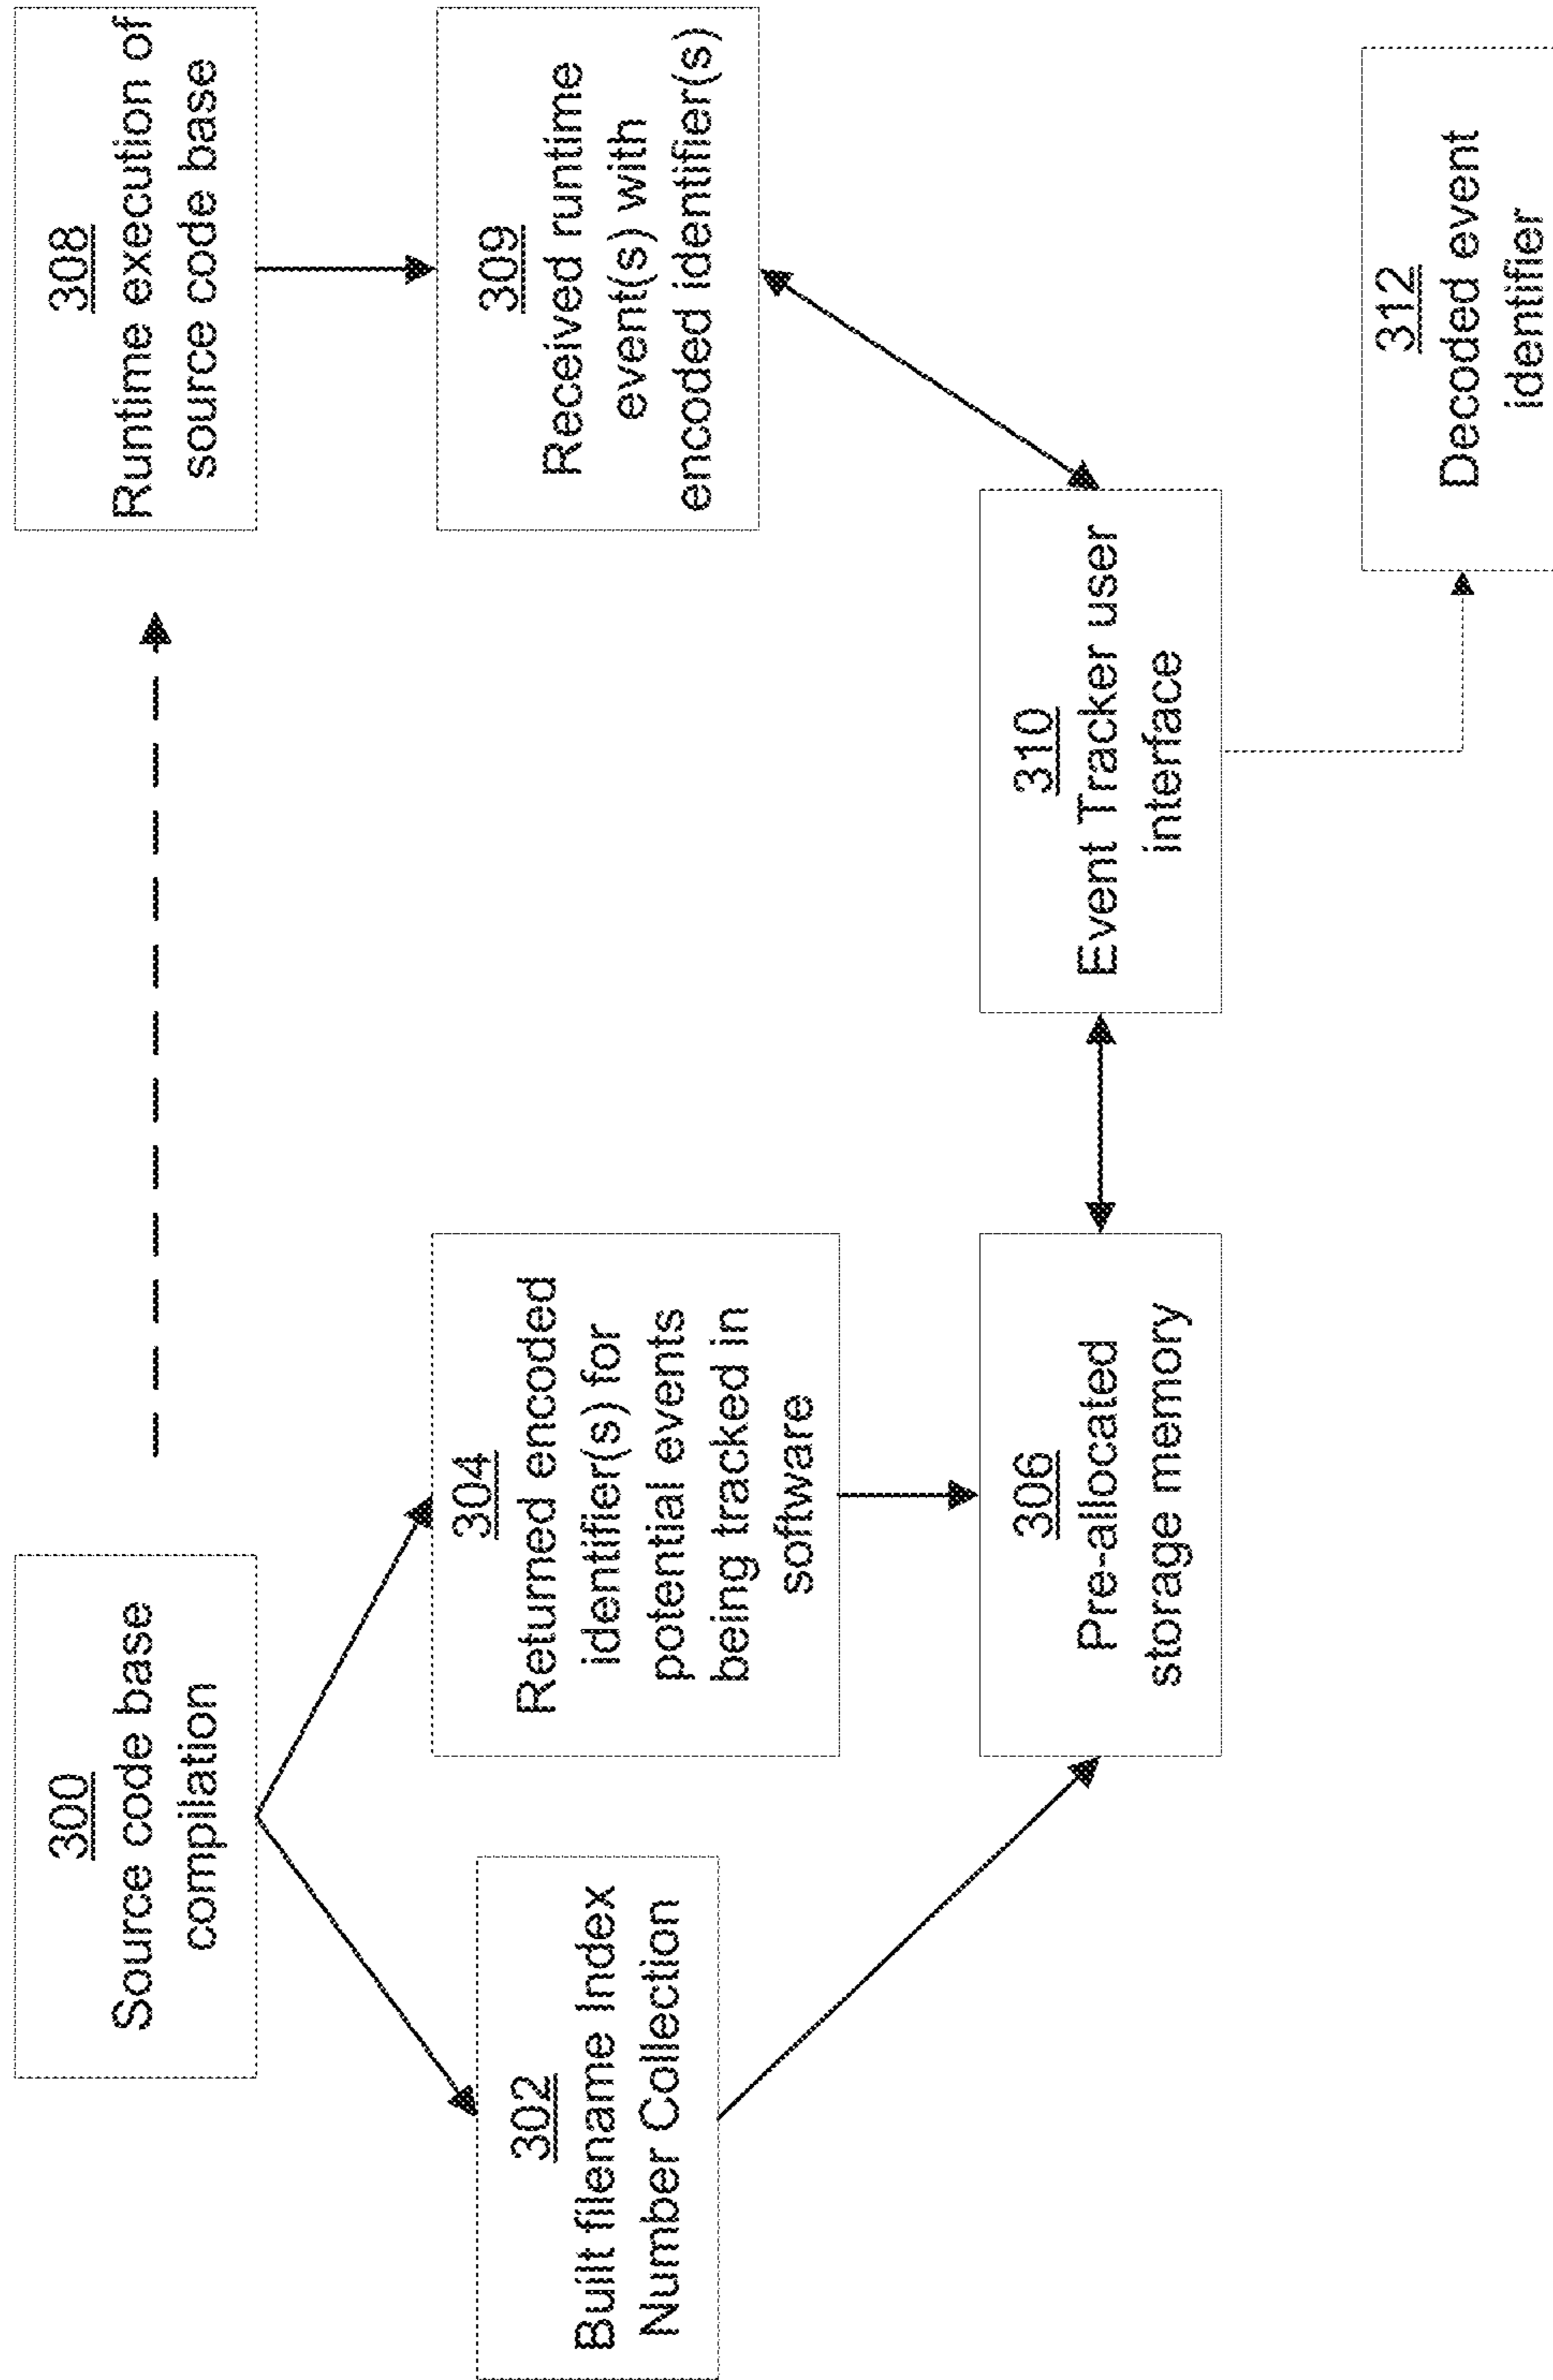 300
Source code base
compilation
302
Built filename Index
Number Collection
304
Returned encoded
identifier(s) for
potential events
being tracked in
software
306
Pre-allocated
storage memory
308
Runtime execution of
source code base
309
Received runtime
event(s) with
encoded identifier(s)
310
Event Tracker user
interface
312
Decoded event
identifier